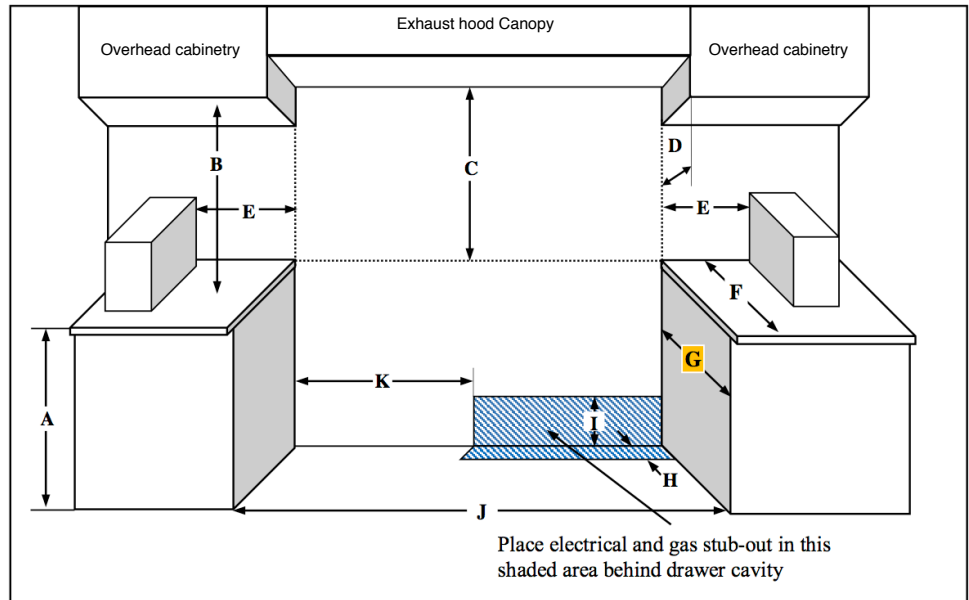 Exhaust hood Canopy
Overhead cabinetry
Overhead cabinetry
D
B
C
E
E
F
G
K
A
I
H
J
Place electrical and gas stub-out in this
shaded area behind drawer cavity